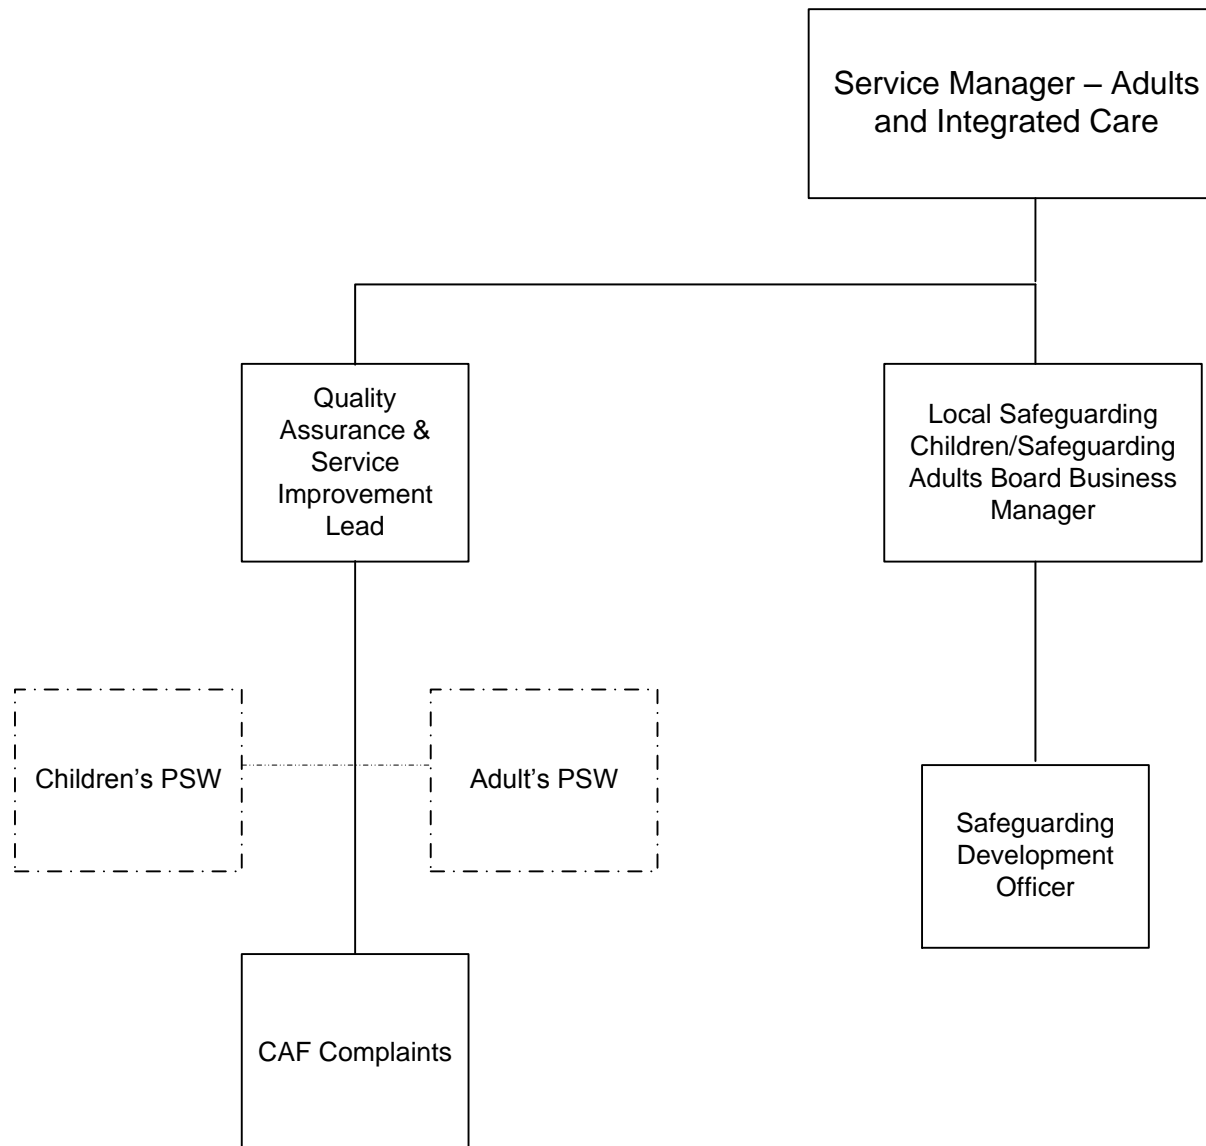 Service Manager – Adults
and Integrated Care
Quality
Assurance &
Service
Improvement
Lead
Local Safeguarding
Children/Safeguarding
Adults Board Business
Manager
Children’s PSW
Adult’s PSW
Safeguarding
Development
Officer
CAF Complaints